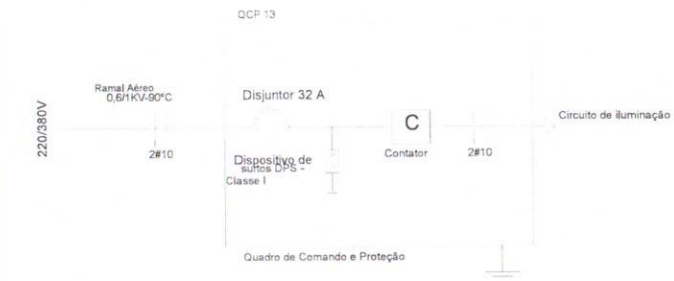 QCP 13
Ramal Aéreo
0,6/1KV-90°C
Disjuntor 32 A
220/380V
2#10
C
Contator
2#10
Circuito de iluminação
Dispositivo de
surtos DPS -
Classe I
Quadro de Comando e Proteção